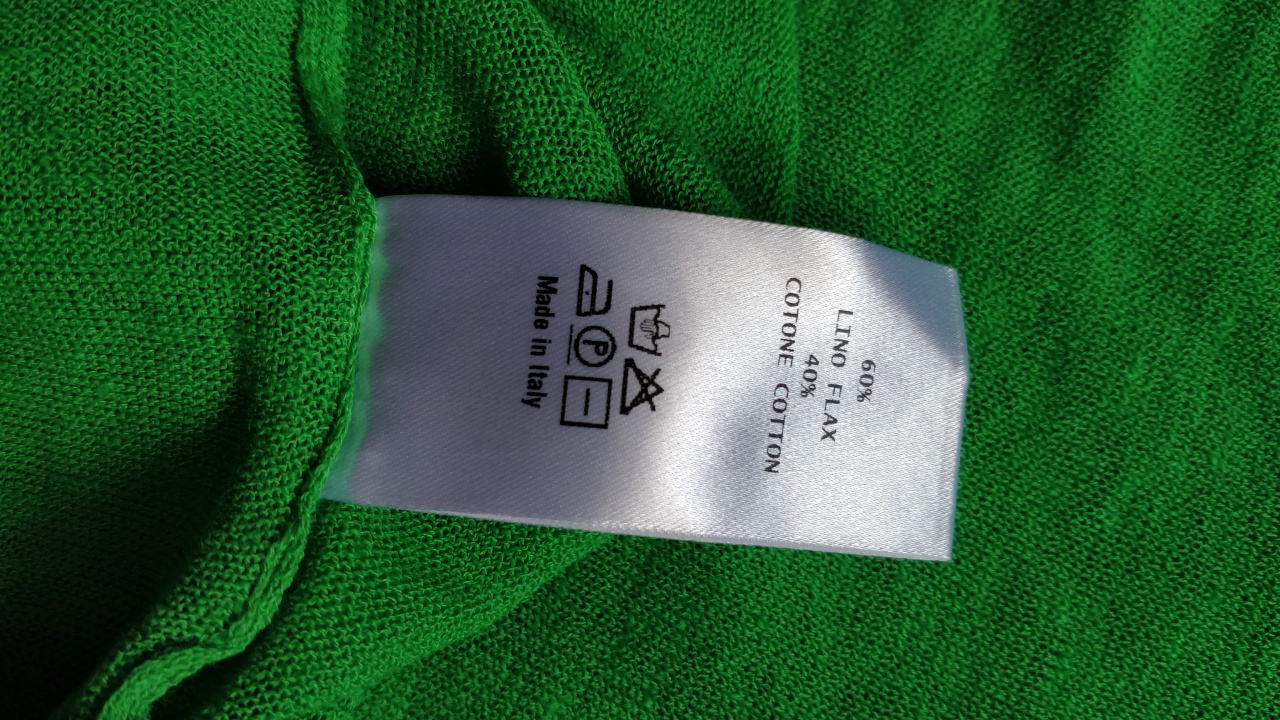 60%
LINO FLAX
40%
COTONE COTTON
P
Made in Italy